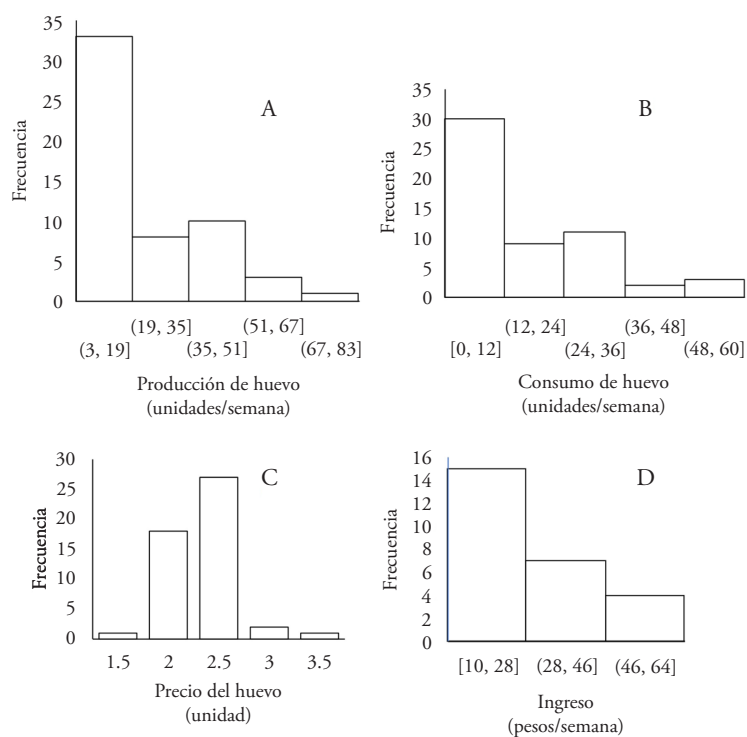 A
Frecuencia
35
30
25
20
15
10
5
0
(19, 35] (51, 67]
(3, 19] (35, 51] (67, 83]
Producción de huevo
(unidades/semana)
B
Frecuencia
35
30
25
20
15
10
5
0
(12, 24] (36, 48]
[0, 12] (24, 36] (48, 60]
Consumo de huevo
(unidades/semana)
C
Frecuencia
30
25
20
15
10
5
0
1.5 2 2.5 3 3.5
Precio del huevo
(unidad)
D
Frecuencia
16
14
12
10
8
6
4
2
0
[10, 28] (28, 46] (46, 64]
Ingreso
(pesos/semana)